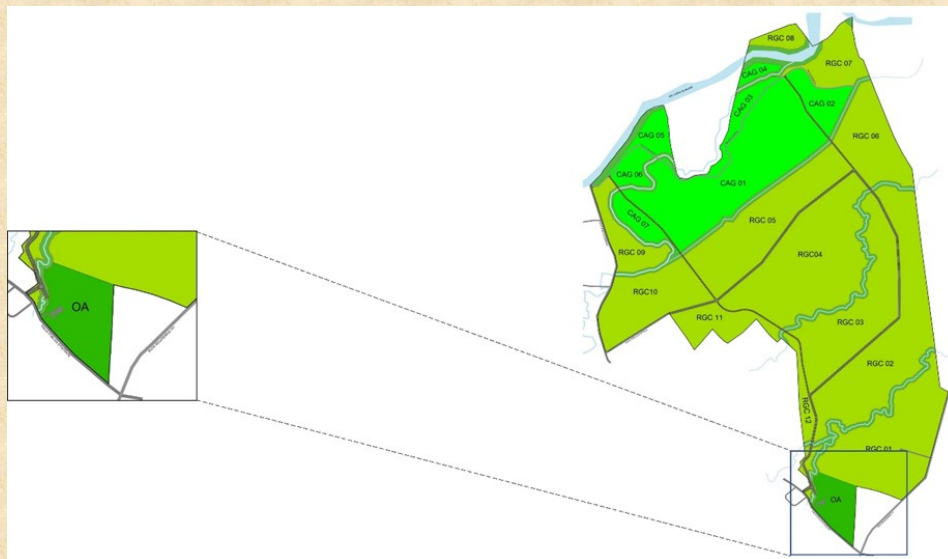 RGC 08
RGC 07
CAG 04
CAG 03
CAG 02
CAG 05
RGC 06
CAG 06
CAG 01
CAG 07
RGC 05
RGC 09
RGC04
RGC10
RGC 11
RGC 03
RGC 02
RGC 12
RGC 01
OA
OA